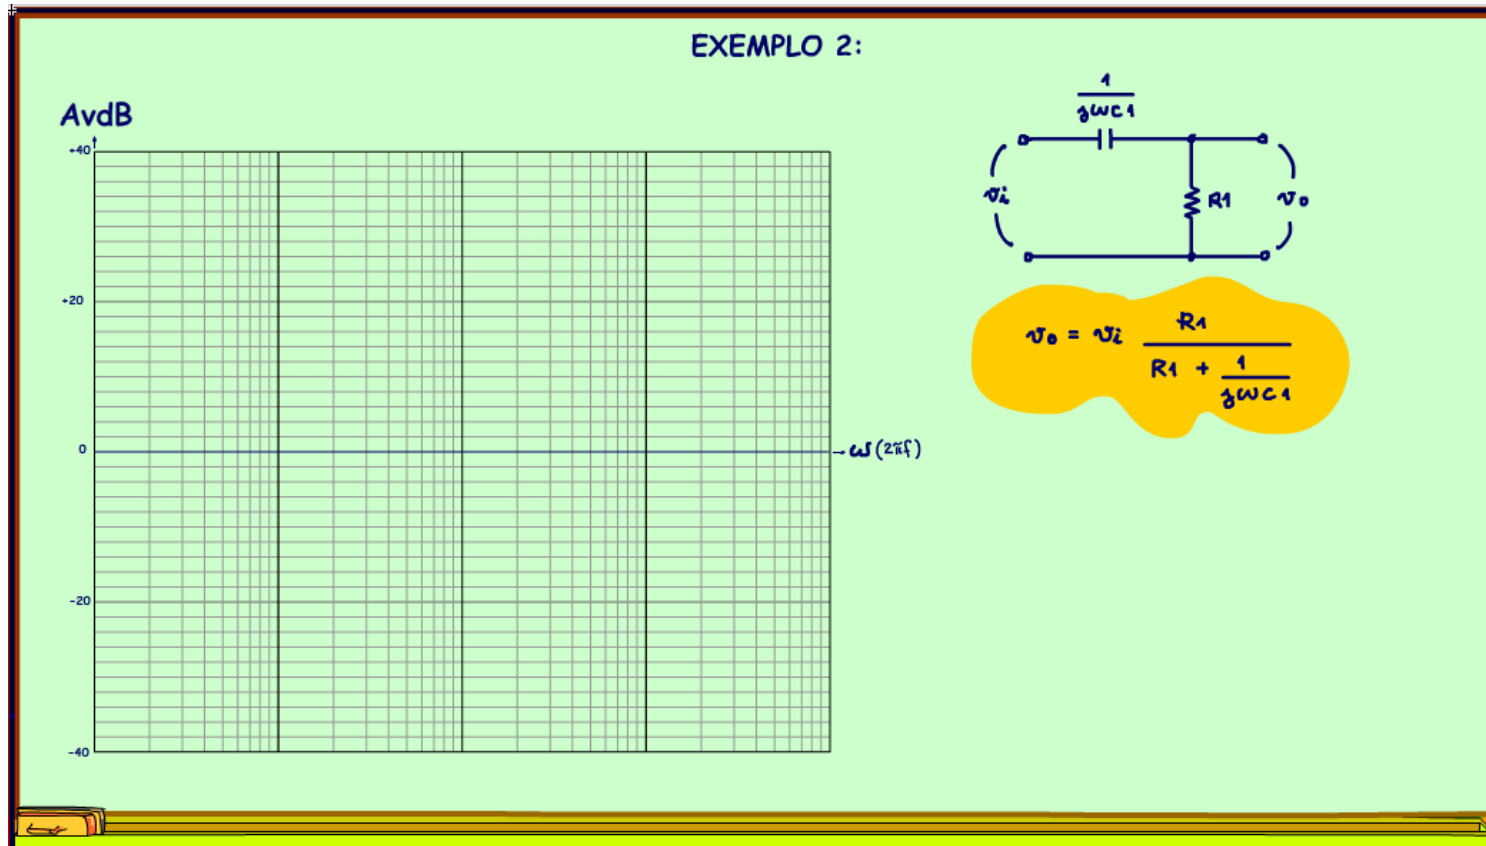 EXEMPLO 2:
AvdB
+40
+20
0
-20
-40
ω(2πf)
1
jωC1
vi
R1
vo
vo = vi R1
R1 + 1
jωC1